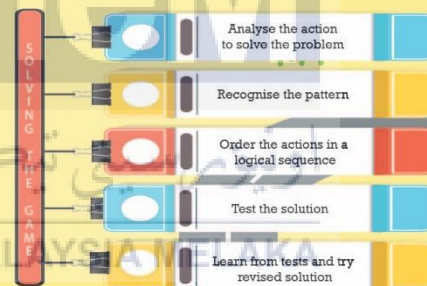 SOLVING THE GAME
Analyse the action
to solve the problem
Recognise the pattern
Order the actions in a
logical sequence
Test the solution
Learn from tests and try
revised solution
LAYSIA MELAKA